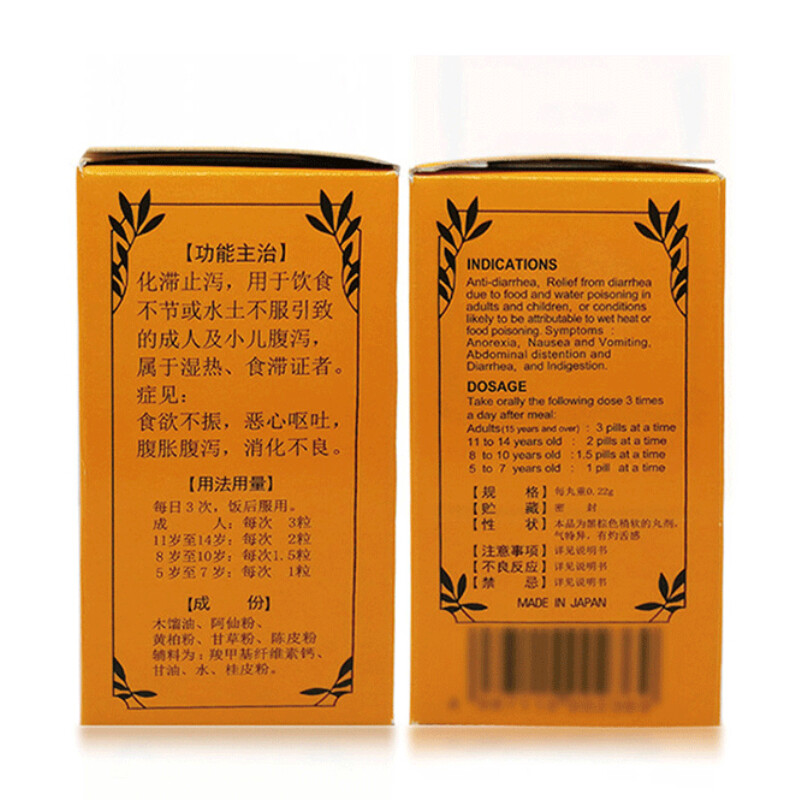 【功能主治】
化滞止泻，用于饮食
不节或水土不服引致
的成人及小儿腹泻，
属于湿热、食滞证者。
症见：
食欲不振，恶心呕吐，
腹胀腹泻，消化不良。
【用法用量】
每日3次，饭后服用。
成 人：每次 3粒
11岁至14岁：每次 2粒
8岁至10岁：每次1.5粒
5岁至7岁：每次 1粒
【成 份】
木馏油、阿仙粉、
黄柏粉、甘草粉、陈皮粉
辅料为：羧甲基纤维素钙、
甘油、水、桂皮粉。
INDICATIONS
Anti-diarrhea, Relief from diarrhea
due to food and water poisoning in
adults and children, or conditions
likely to be attributable to wet heat or
food poisoning. Symptoms :
Anorexia, Nausea and Vomiting,
Abdominal distention and
Diarrhea, and Indigestion.
DOSAGE
Take orally the following dose 3 times
a day after meal:
Adults(15 years and over) : 3 pills at a time
11 to 14 years old : 2 pills at a time
8 to 10 years old :1.5 pills at a time
5 to 7 years old : 1 pill at a time
【规 格】每丸重0.22g
【贮 藏】密 封
【性 状】本品为黑棕色稍软的丸剂，
气特异，有灼舌感
【注意事项】详见说明书
【不良反应】详见说明书
【禁 忌】详见说明书
MADE IN JAPAN